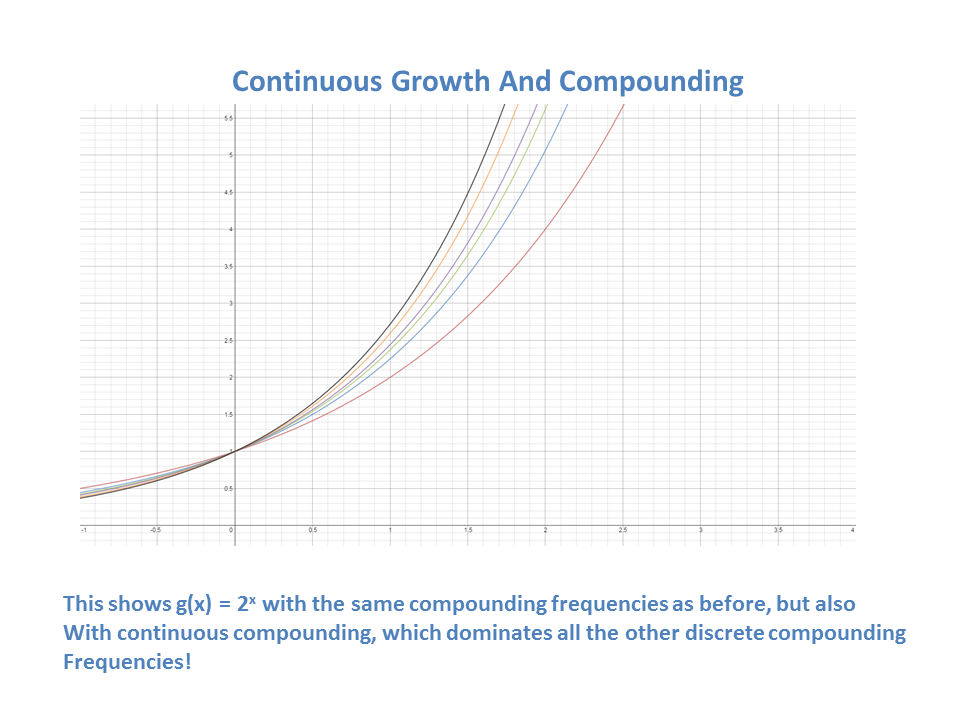 Continuous Growth And Compounding
5.5
5
4.5
4
3.5
3
2.5
2
1.5
1
0.5
-1 -0.5 0 0.5 1 1.5 2 2.5 3 3.5 4
This shows g(x) = 2ˣ with the same compounding frequencies as before, but also
With continuous compounding, which dominates all the other discrete compounding
Frequencies!